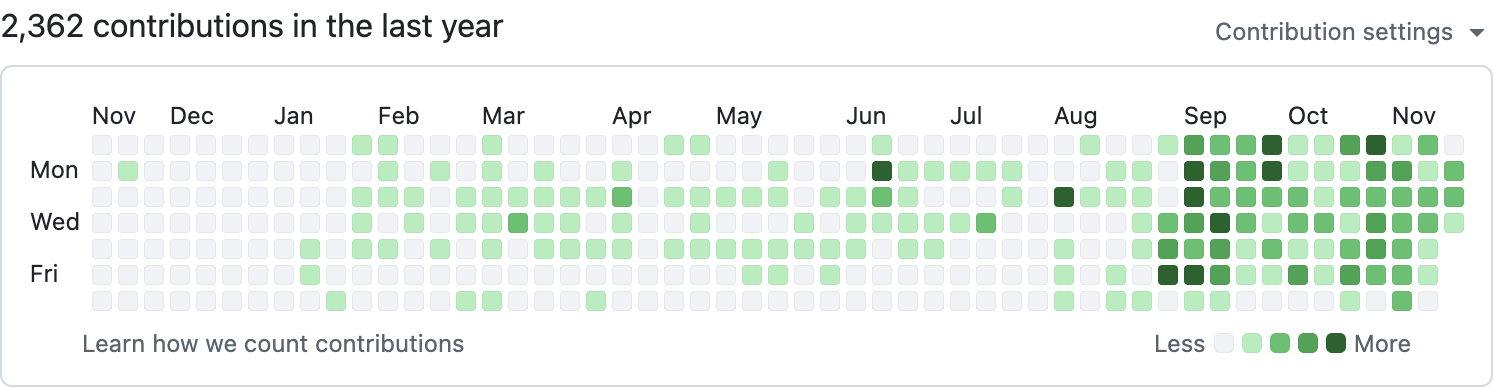 2,362 contributions in the last year
Contribution settings
Nov Dec Jan Feb Mar Apr May Jun Jul Aug Sep Oct Nov
Mon
Wed
Fri
Learn how we count contributions
Less More